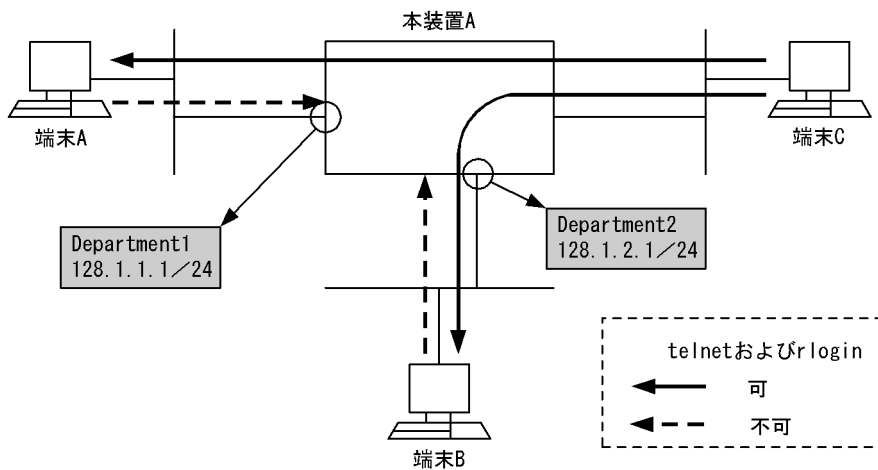 本装置A
端末A
端末C
Department1
128.1.1.1／24
Department2
128.1.2.1／24
telnetおよびrlogin
可
不可
端末B